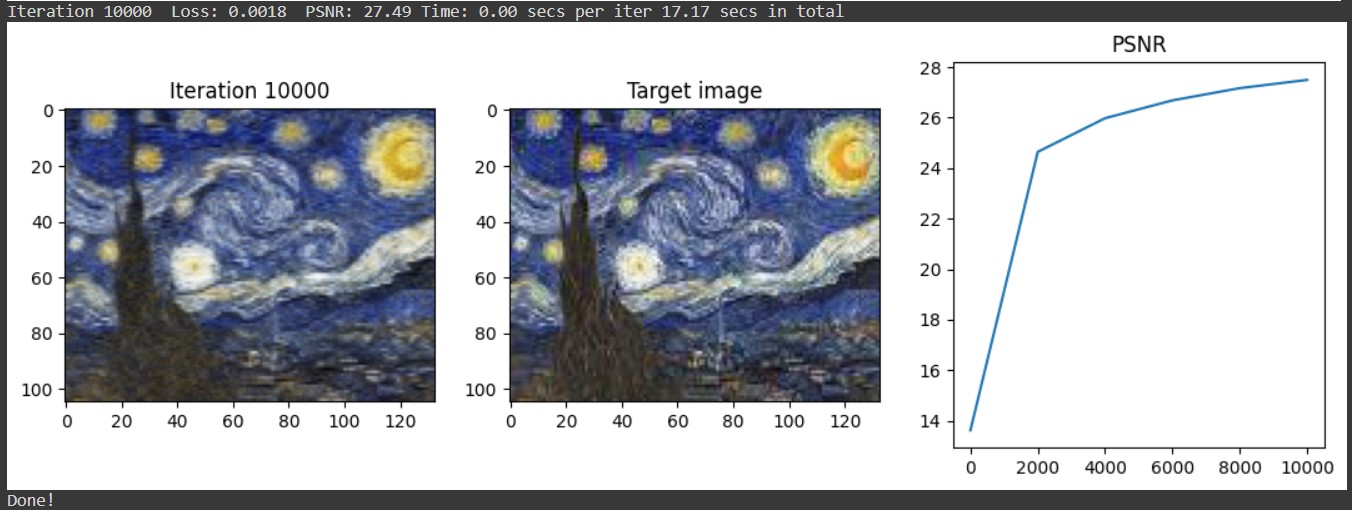 Iteration 10000  Loss: 0.0018  PSNR: 27.49 Time: 0.00 secs per iter 17.17 secs in total
Iteration 10000
0
20
40
60
80
100
0 20 40 60 80 100 120
Target image
0
20
40
60
80
100
0 20 40 60 80 100 120
PSNR
28
26
24
22
20
18
16
14
0 2000 4000 6000 8000 10000
Done!